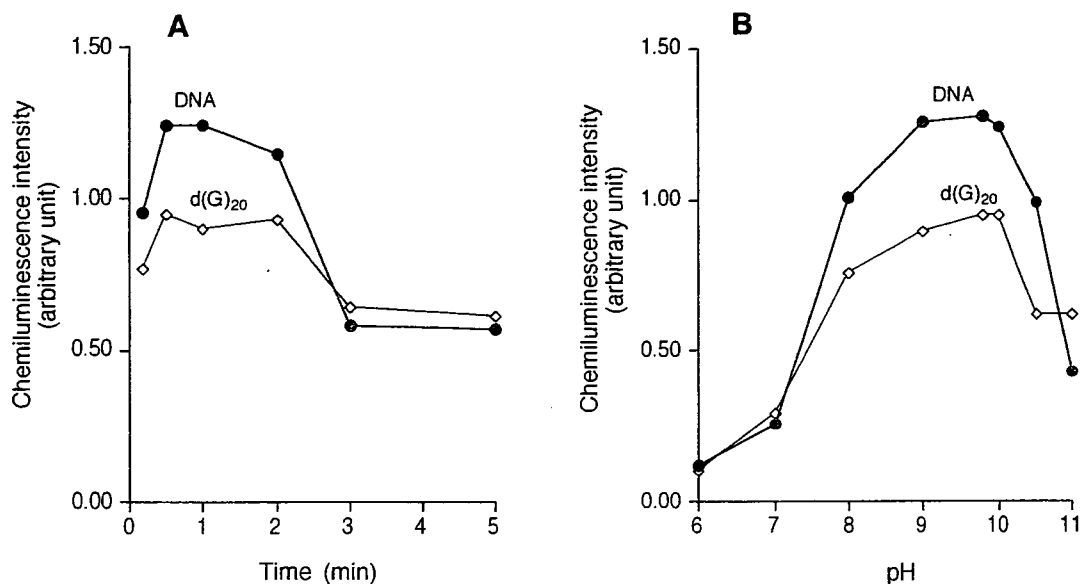 A
Chemiluminescence intensity
(arbitrary unit)
1.50
1.00
0.50
0.00
DNA
d(G)20
0 1 2 3 4 5
Time (min)
B
Chemiluminescence intensity
(arbitrary unit)
1.50
1.00
0.50
0.00
DNA
d(G)20
6 7 8 9 10 11
pH